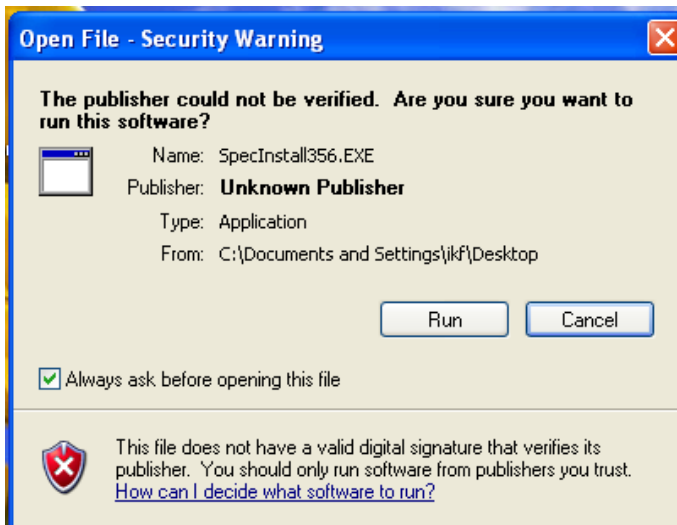 Open File - Security Warning
The publisher could not be verified.  Are you sure you want to
run this software?
Name: SpecInstall356.EXE
Publisher: Unknown Publisher
Type: Application
From: C:\Documents and Settings\ikf\Desktop
Run Cancel
Always ask before opening this file
This file does not have a valid digital signature that verifies its
publisher.  You should only run software from publishers you trust.
How can I decide what software to run?